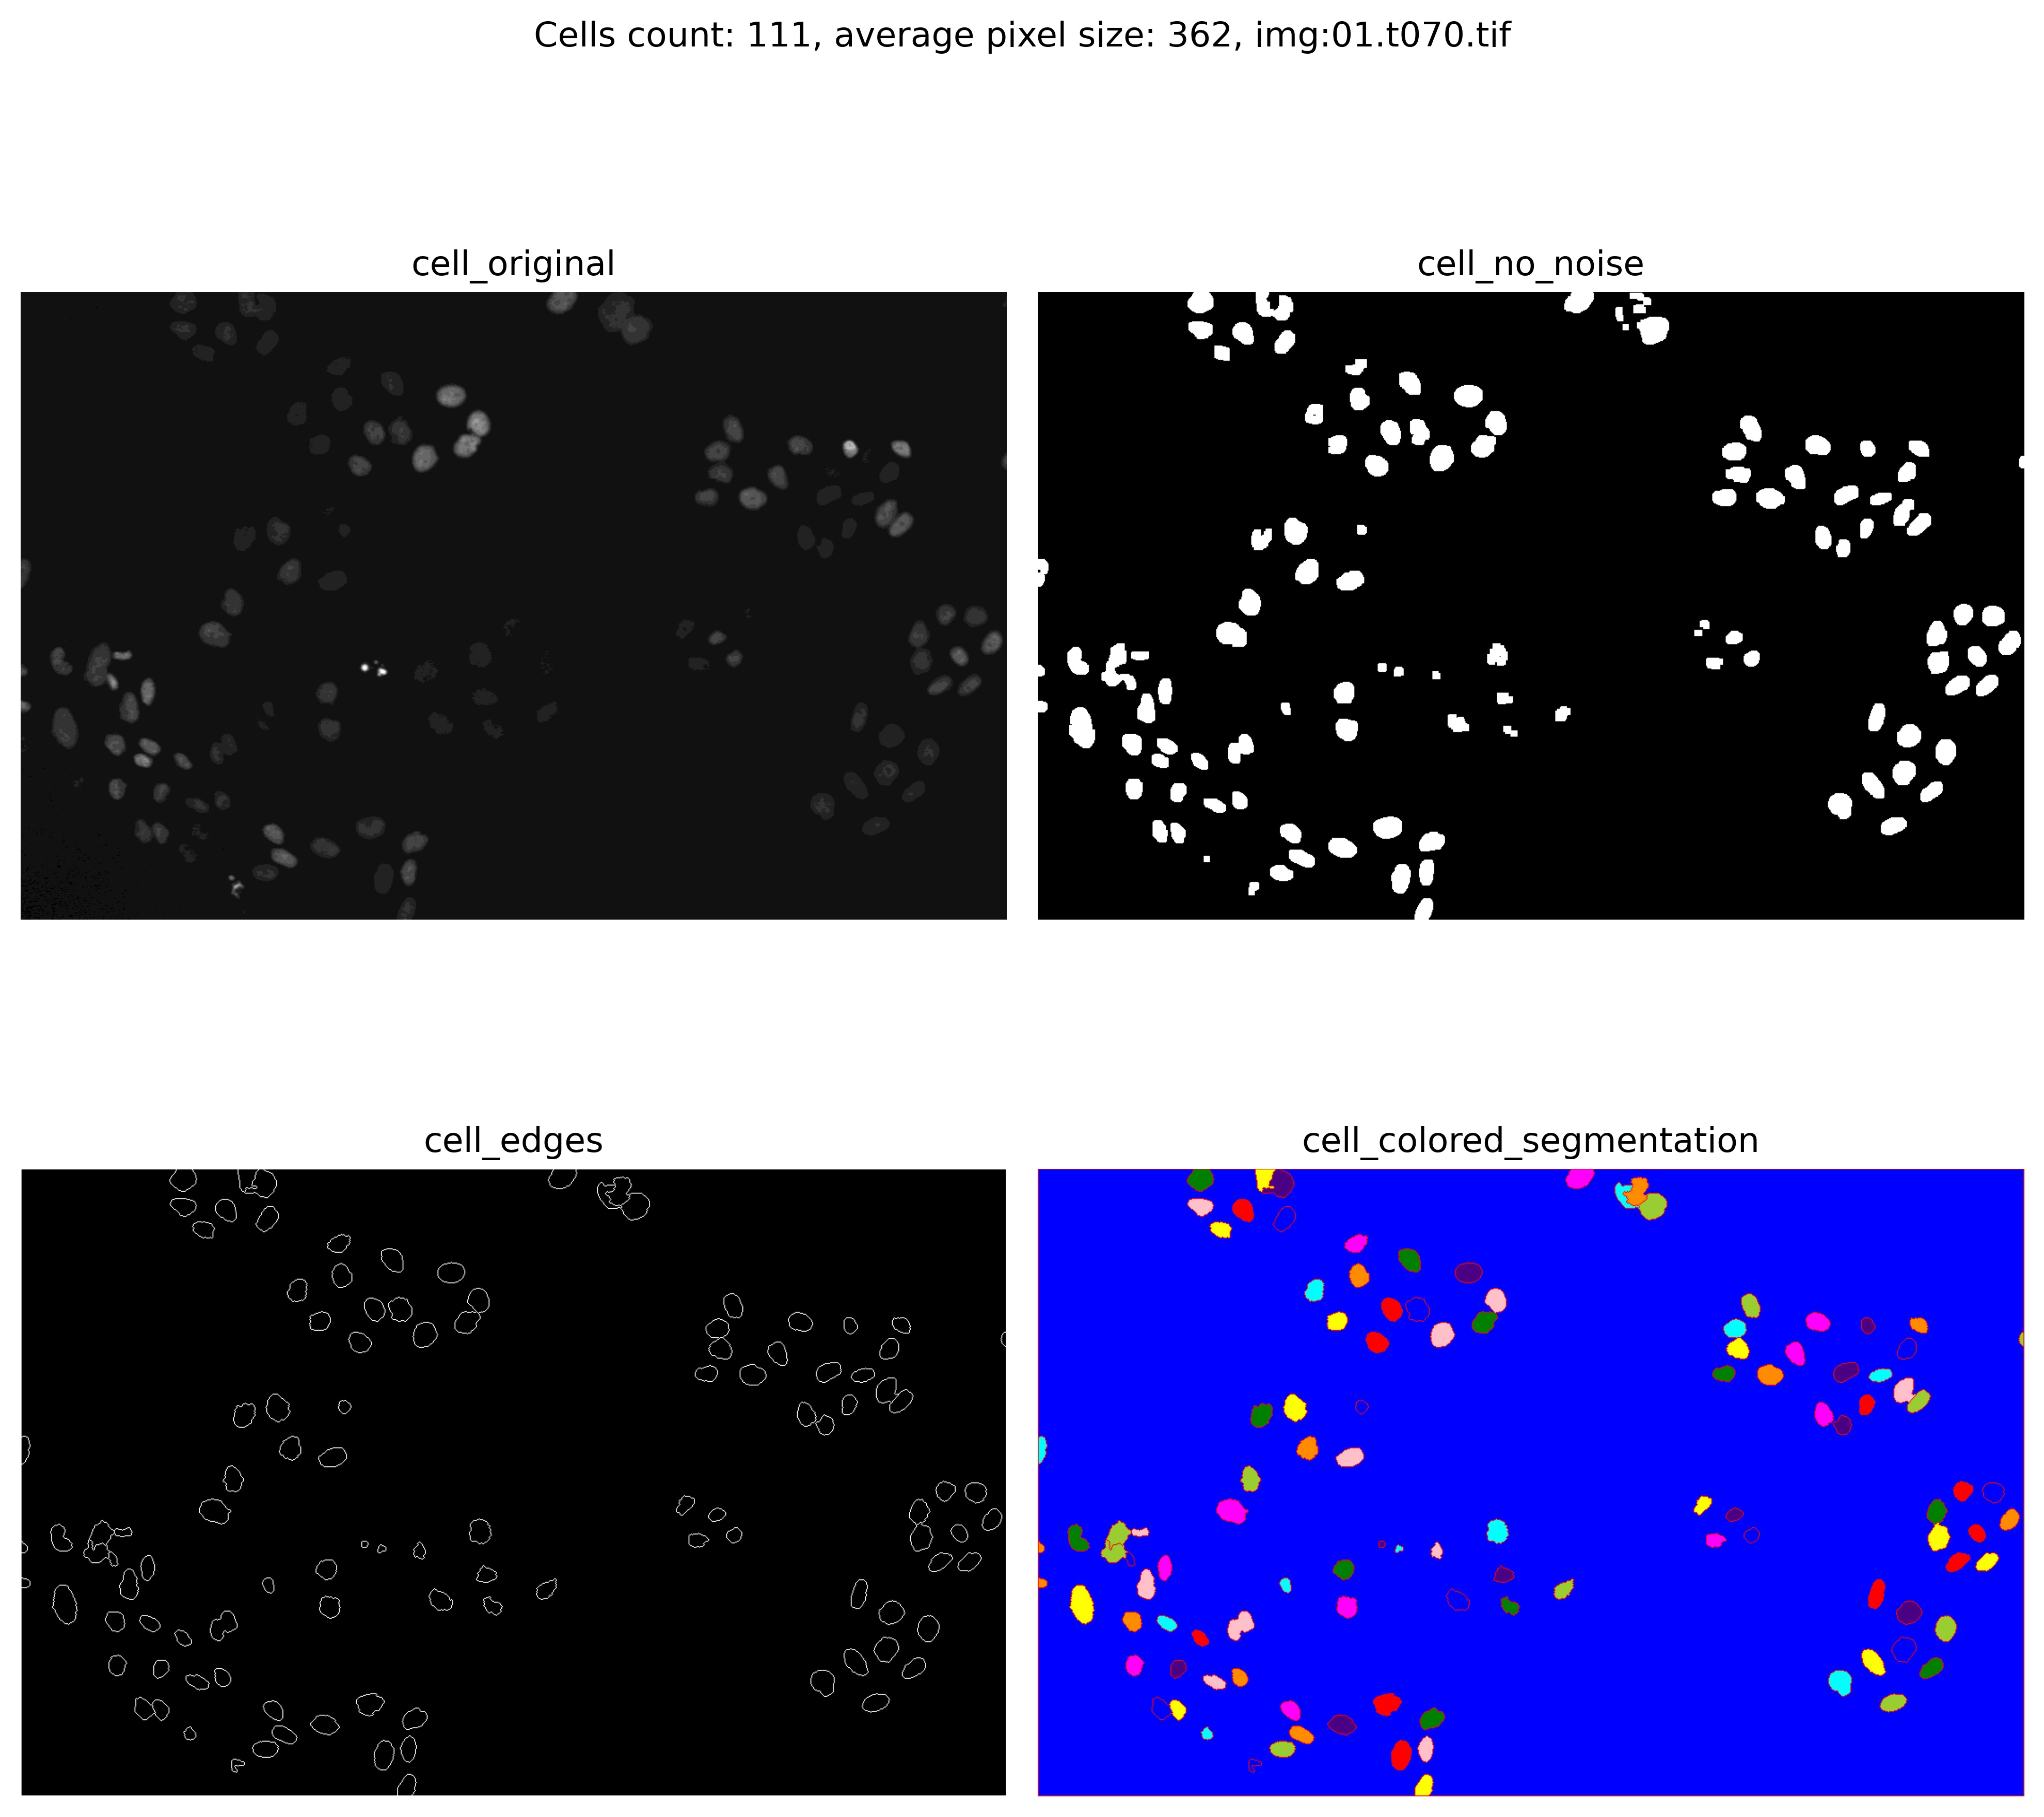 Cells count: 111, average pixel size: 362, img:01.t070.tif
cell_original
cell_no_noise
cell_edges
cell_colored_segmentation